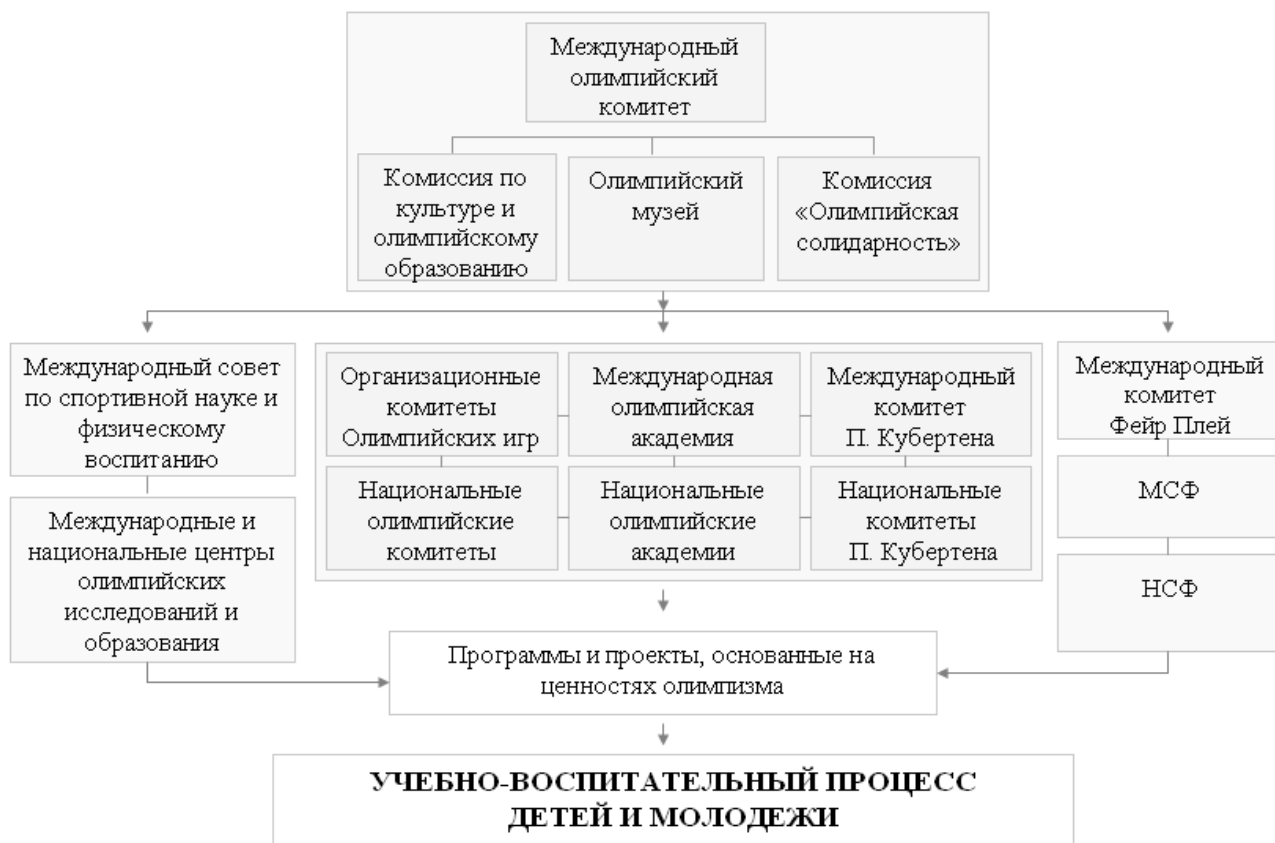 Международный
олимпийский
комитет
Комиссия по
культуре и
олимпийскому
образованию
Олимпийский
музей
Комиссия
«Олимпийская
солидарность»
Международный совет
по спортивной науке и
физическому
воспитанию
Международные и
национальные центры
олимпийских
исследований и
образования
Организационные
комитеты
Олимпийских игр
Международная
олимпийская
академия
Международный
комитет
П. Кубертена
Национальные
олимпийские
комитеты
Национальные
олимпийские
академии
Национальные
комитеты
П. Кубертена
Международный
комитет
Фейр Плей
МСФ
НСФ
Программы и проекты, основанные на
ценностях олимпизма
УЧЕБНО-ВОСПИТАТЕЛЬНЫЙ ПРОЦЕСС
ДЕТЕЙ И МОЛОДЕЖИ